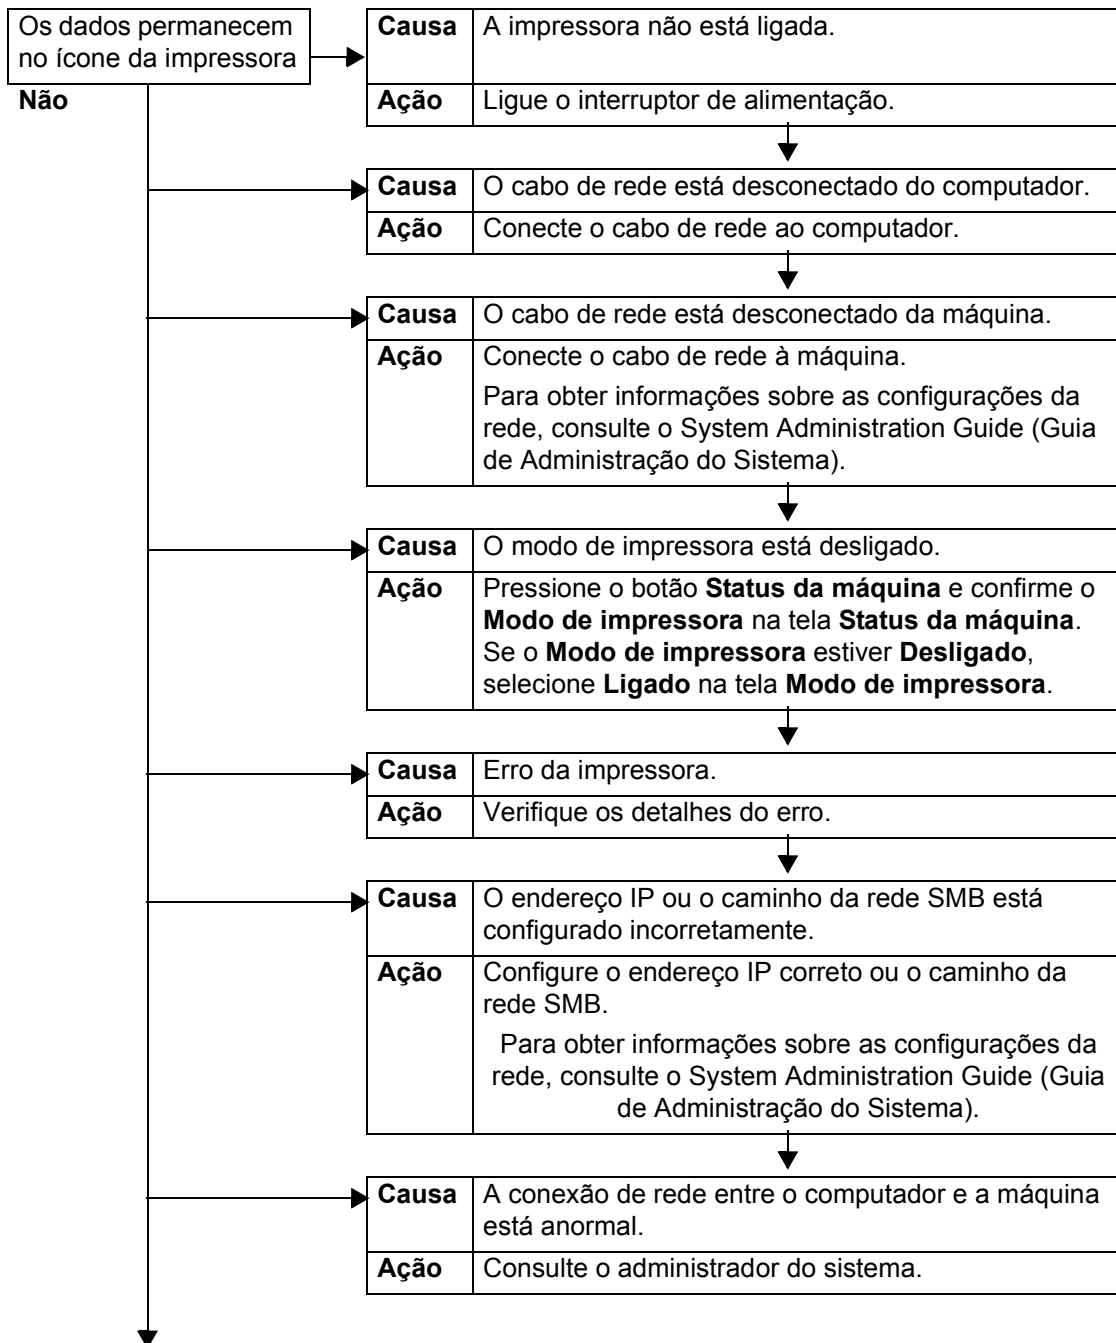 Os dados permanecem
no ícone da impressora
Não
Causa A impressora não está ligada.
Ação Ligue o interruptor de alimentação.
Causa O cabo de rede está desconectado do computador.
Ação Conecte o cabo de rede ao computador.
Causa O cabo de rede está desconectado da máquina.
Ação Conecte o cabo de rede à máquina.
Para obter informações sobre as configurações da
rede, consulte o System Administration Guide (Guia
de Administração do Sistema).
Causa O modo de impressora está desligado.
Ação Pressione o botão Status da máquina e confirme o
Modo de impressora na tela Status da máquina.
Se o Modo de impressora estiver Desligado,
selecione Ligado na tela Modo de impressora.
Causa Erro da impressora.
Ação Verifique os detalhes do erro.
Causa O endereço IP ou o caminho da rede SMB está
configurado incorretamente.
Ação Configure o endereço IP correto ou o caminho da
rede SMB.
Para obter informações sobre as configurações da
rede, consulte o System Administration Guide (Guia
de Administração do Sistema).
Causa A conexão de rede entre o computador e a máquina
está anormal.
Ação Consulte o administrador do sistema.